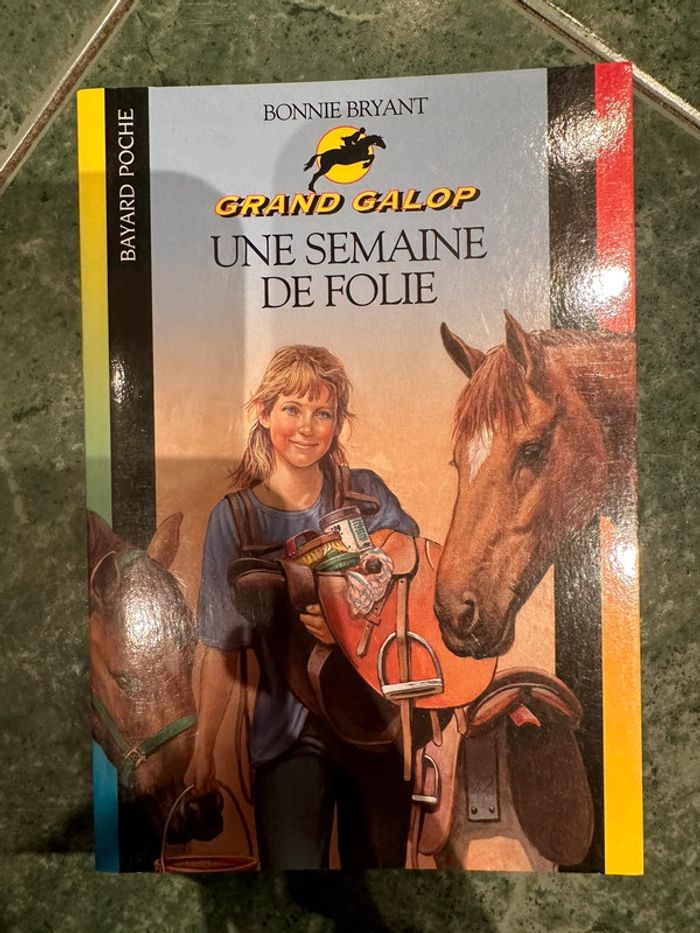 BONNIE BRYANT
GRAND GALOP
UNE SEMAINE
DE FOLIE
BAYARD POCHE